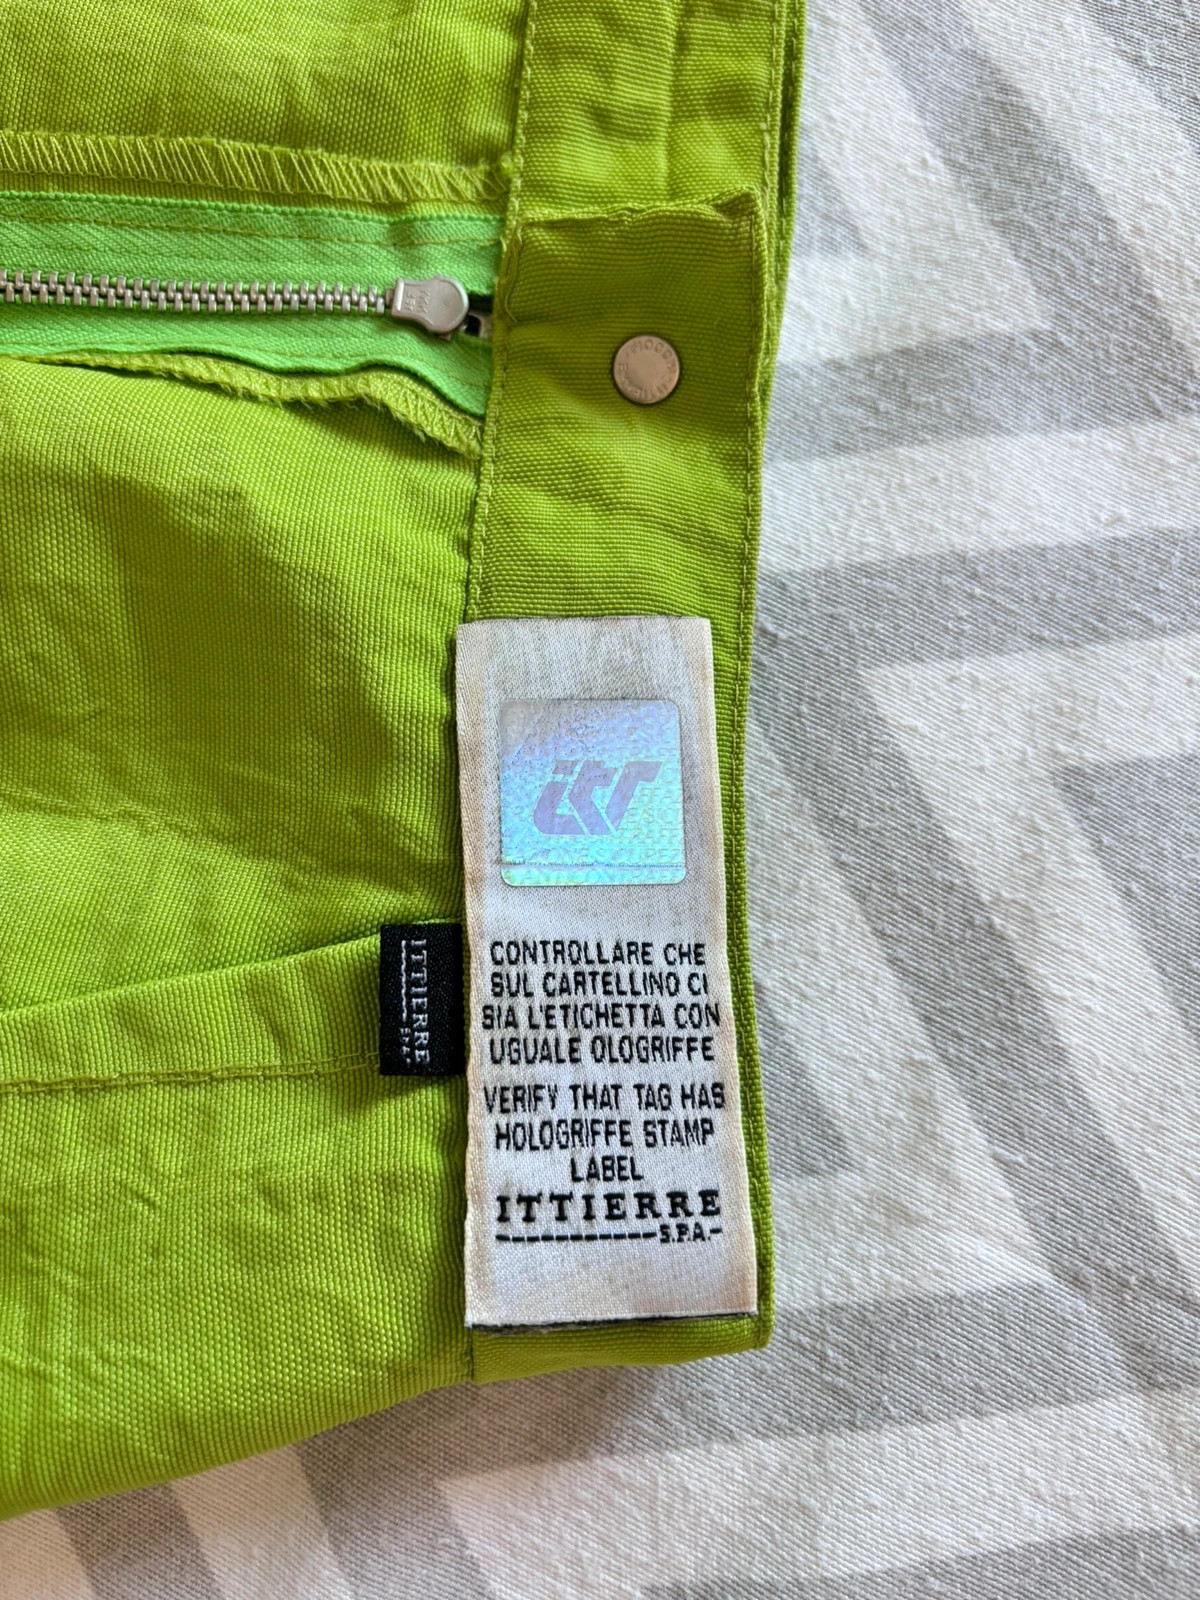 itr
CONTROLLARE CHE
SUL CARTELLINO CI
SIA L'ETICHETTA CON
UGUALE OLOGRIFFE
VERIFY THAT TAG HAS
HOLOGRIFFE STAMP
LABEL
ITTIERRE
S.P.A.
ITTIERRE
S.P.A.